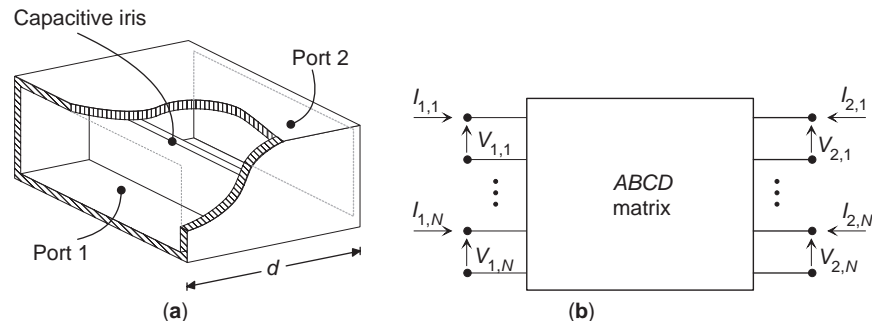 Capacitive iris
Port 2
Port 1
d
(a)
I1,1
V1,1
I1,N
V1,N
ABCD
matrix
I2,1
V2,1
I2,N
V2,N
(b)